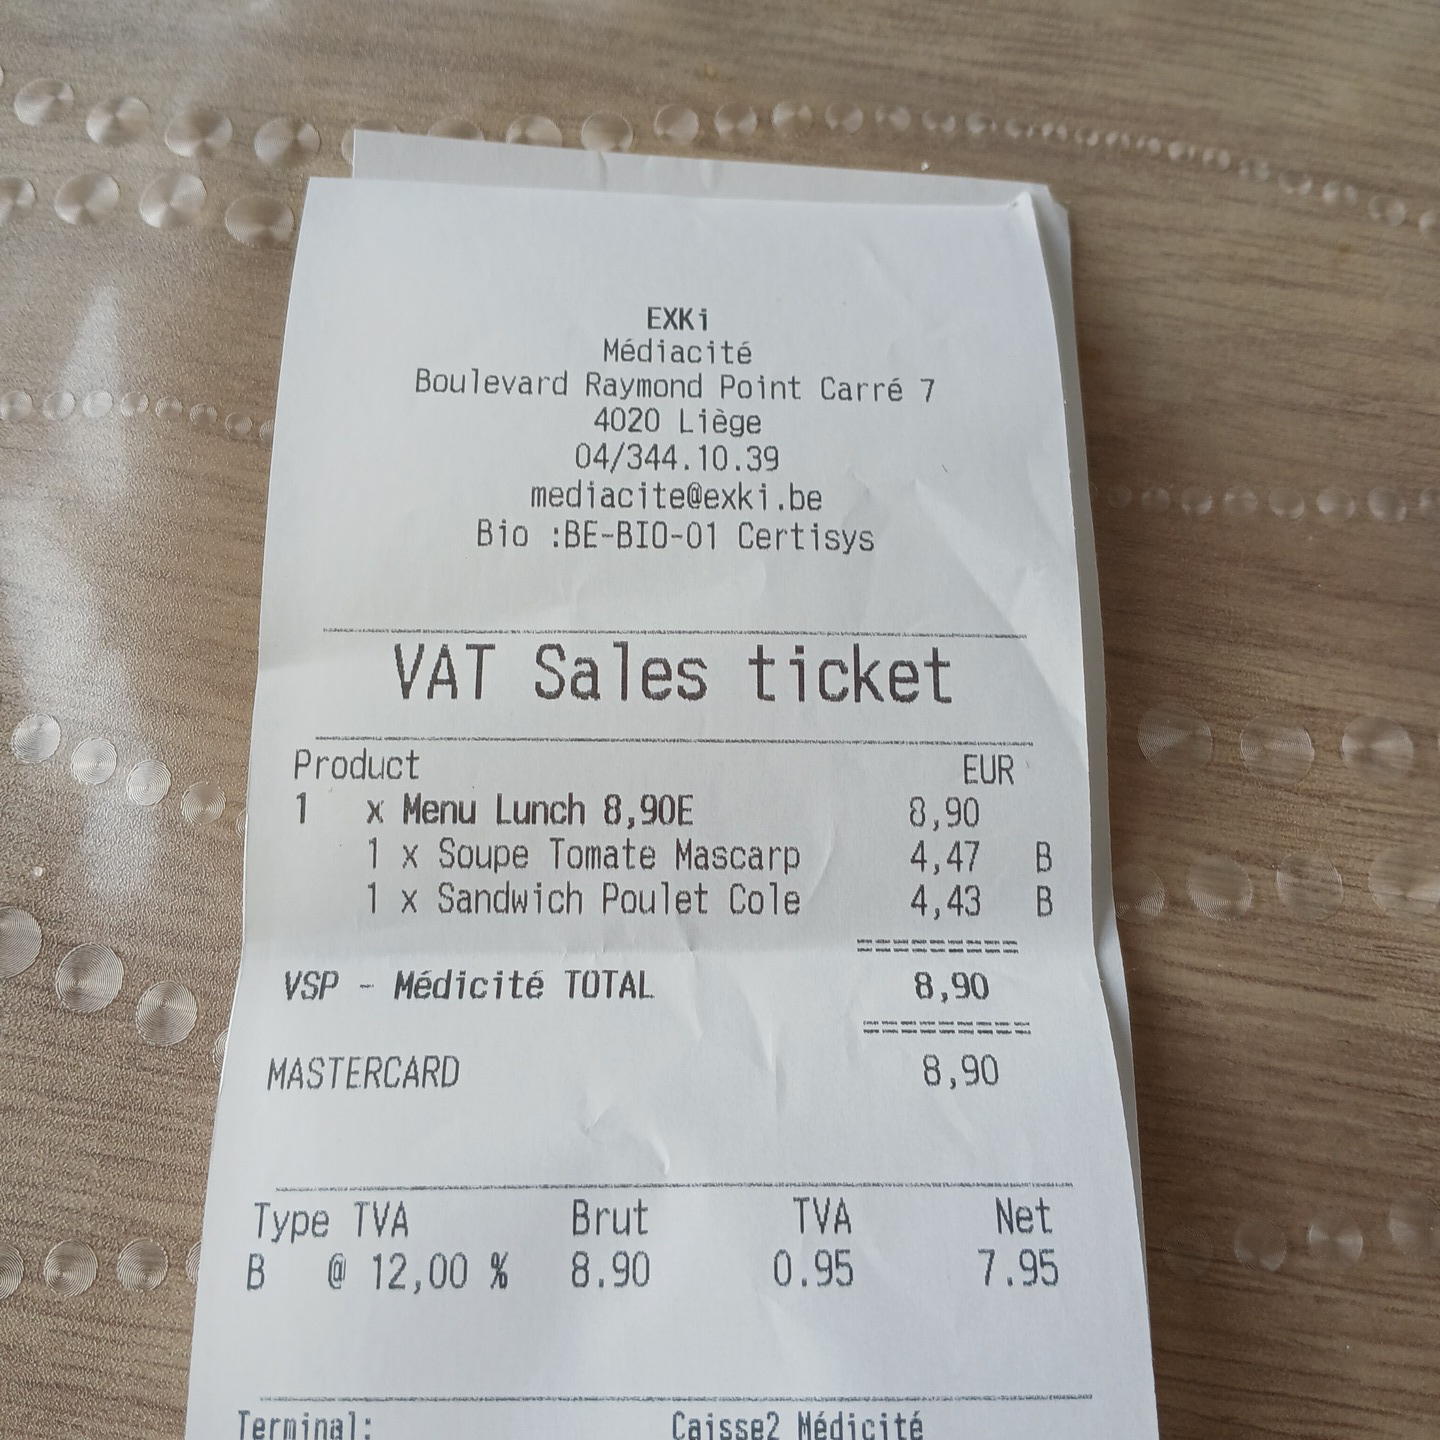 EXKi
Médiacité
Boulevard Raymond Point Carré 7
4020 Liège
04/344.10.39
mediacite@exki.be
Bio :BE-BIO-01 Certisys
VAT Sales ticket
Product EUR
1 x Menu Lunch 8,90E 8,90
1 x Soupe Tomate Mascarp 4,47 B
1 x Sandwich Poulet Cole 4,43 B
VSP - Médicité TOTAL 8,90
MASTERCARD 8,90
Type TVA Brut TVA Net
B @ 12,00 % 8.90 0.95 7.95
Terminal: Caisse2 Médicité